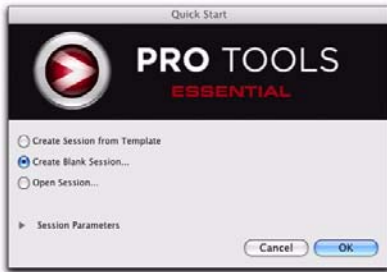 Quick Start
PRO TOOLS
ESSENTIAL
Create Session from Template
Create Blank Session...
Open Session...
Session Parameters
Cancel OK